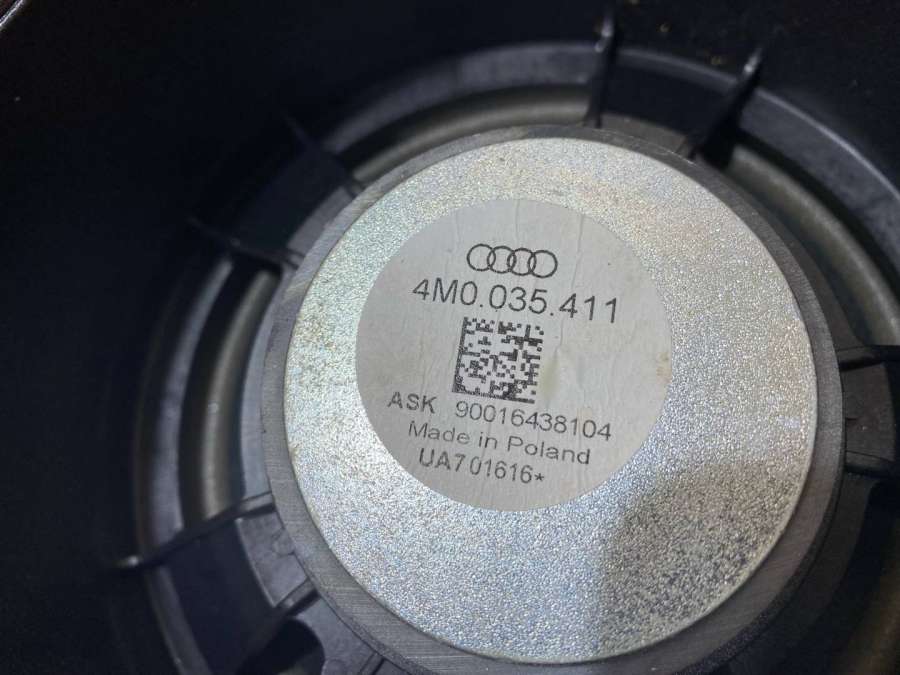 4M0.035.411
ASK 90016438104
Made in Poland
UA701616*